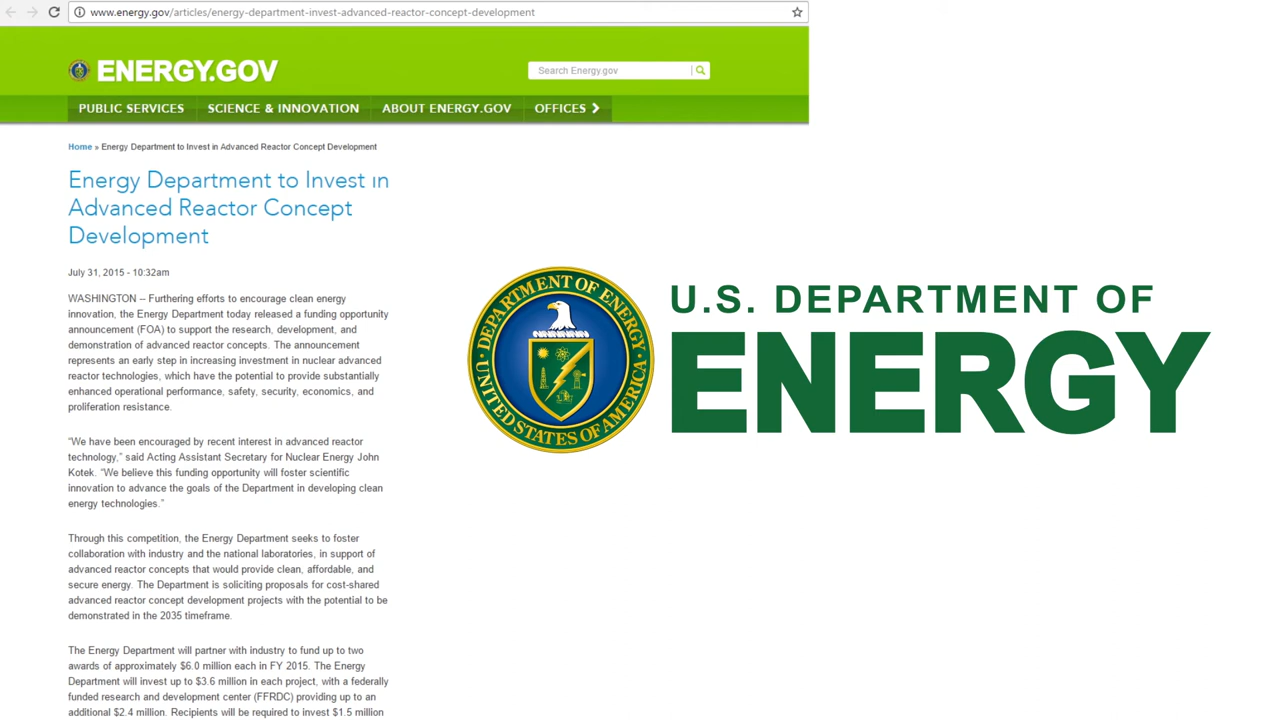 www.energy.gov/articles/energy-department-invest-advanced-reactor-concept-development
ENERGY.GOV
Search Energy.gov
PUBLIC SERVICES SCIENCE & INNOVATION ABOUT ENERGY.GOV OFFICES
Home » Energy Department to Invest in Advanced Reactor Concept Development
Energy Department to Invest in
Advanced Reactor Concept
Development
July 31, 2015 - 10:32am
WASHINGTON – Furthering efforts to encourage clean energy
innovation, the Energy Department today released a funding opportunity
announcement (FOA) to support the research, development, and
demonstration of advanced reactor concepts. The announcement
represents an early step in increasing investment in nuclear advanced
reactor technologies, which have the potential to provide substantially
enhanced operational performance, safety, security, economics, and
proliferation resistance.
“We have been encouraged by recent interest in advanced reactor
technology,” said Acting Assistant Secretary for Nuclear Energy John
Kotek. “We believe this funding opportunity will foster scientific
innovation to advance the goals of the Department in developing clean
energy technologies.”
Through this competition, the Energy Department seeks to foster
collaboration with industry and the national laboratories, in support of
advanced reactor concepts that would provide clean, affordable, and
secure energy. The Department is soliciting proposals for cost-shared
advanced reactor concept development projects with the potential to be
demonstrated in the 2035 timeframe.
The Energy Department will partner with industry to fund up to two
awards of approximately $6.0 million each in FY 2015. The Energy
Department will invest up to $3.6 million in each project, with a federally
funded research and development center (FFRDC) providing up to an
additional $2.4 million. Recipients will be required to invest $1.5 million
DEPARTMENT OF ENERGY
UNITED STATES OF AMERICA
U.S. DEPARTMENT OF
ENERGY